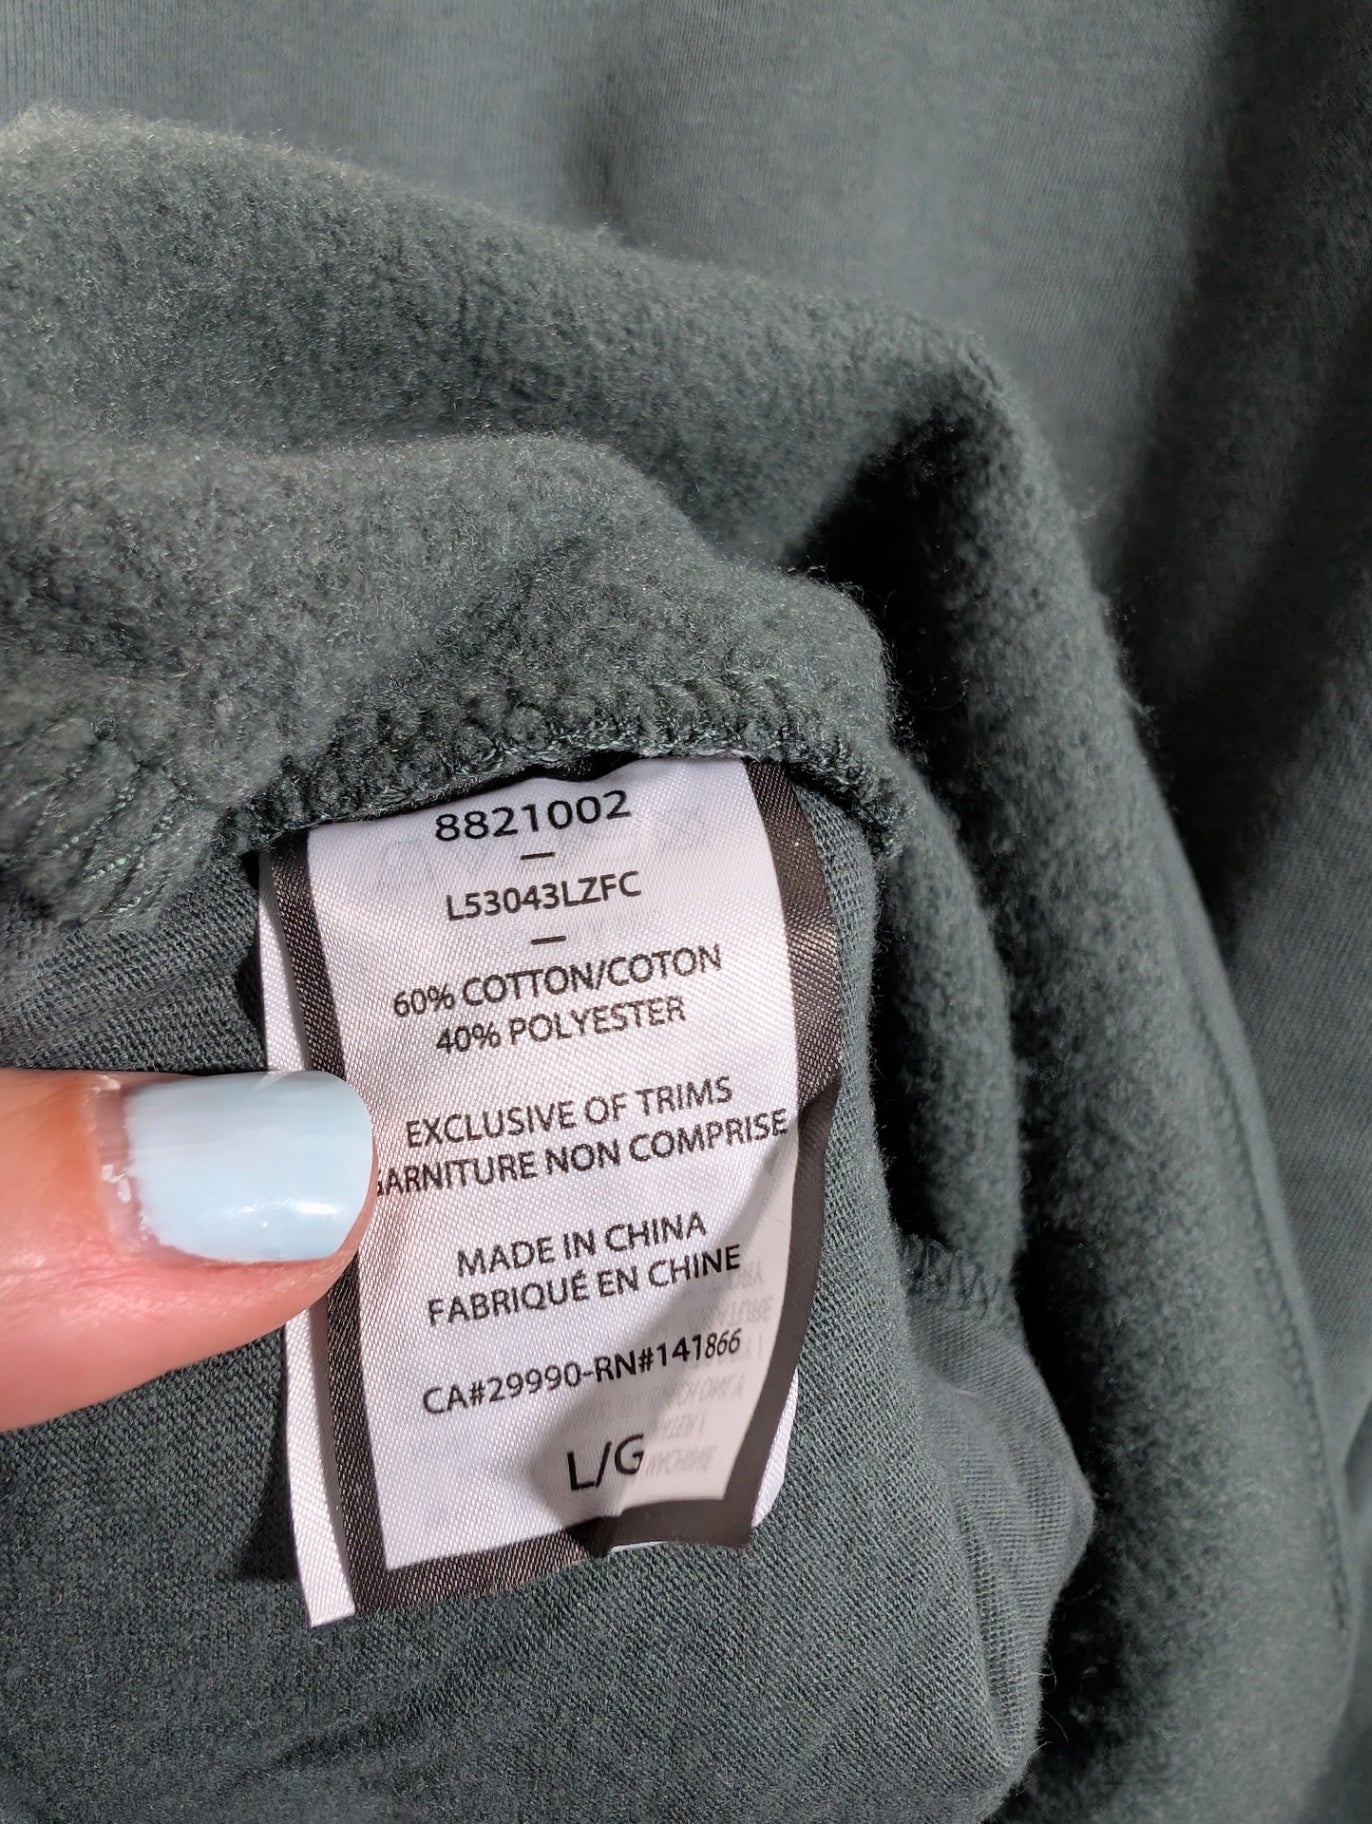 8821002
—
L53043LZFC
—
60% COTTON/COTON
40% POLYESTER
EXCLUSIVE OF TRIMS
GARNITURE NON COMPRISE
MADE IN CHINA
FABRIQUÉ EN CHINE
CA#29990-RN#141866
L/G